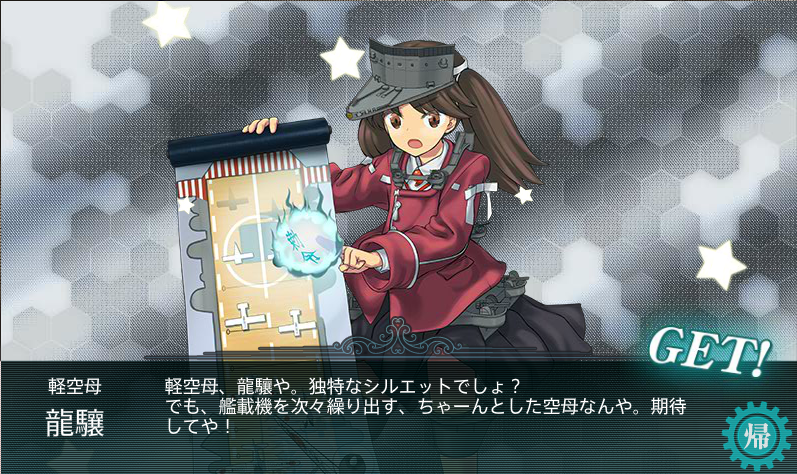 GET!
軽空母
龍驤
軽空母、龍驤や。独特なシルエットでしょ？
でも、艦載機を次々繰り出す、ちゃーんとした空母なんや。期待
してや！
帰